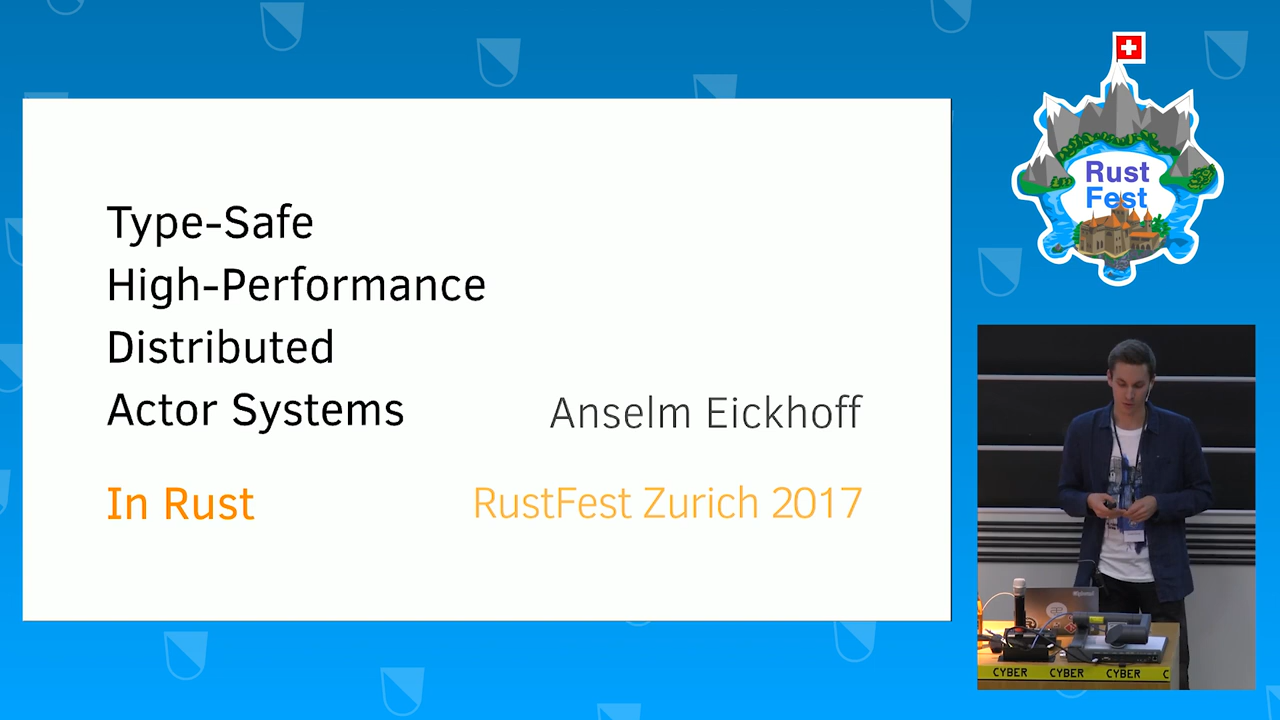 Type-Safe
High-Performance
Distributed
Actor Systems
Anselm Eickhoff
In Rust
RustFest Zurich 2017
Rust
Fest
CYBER CYBER CYBER C